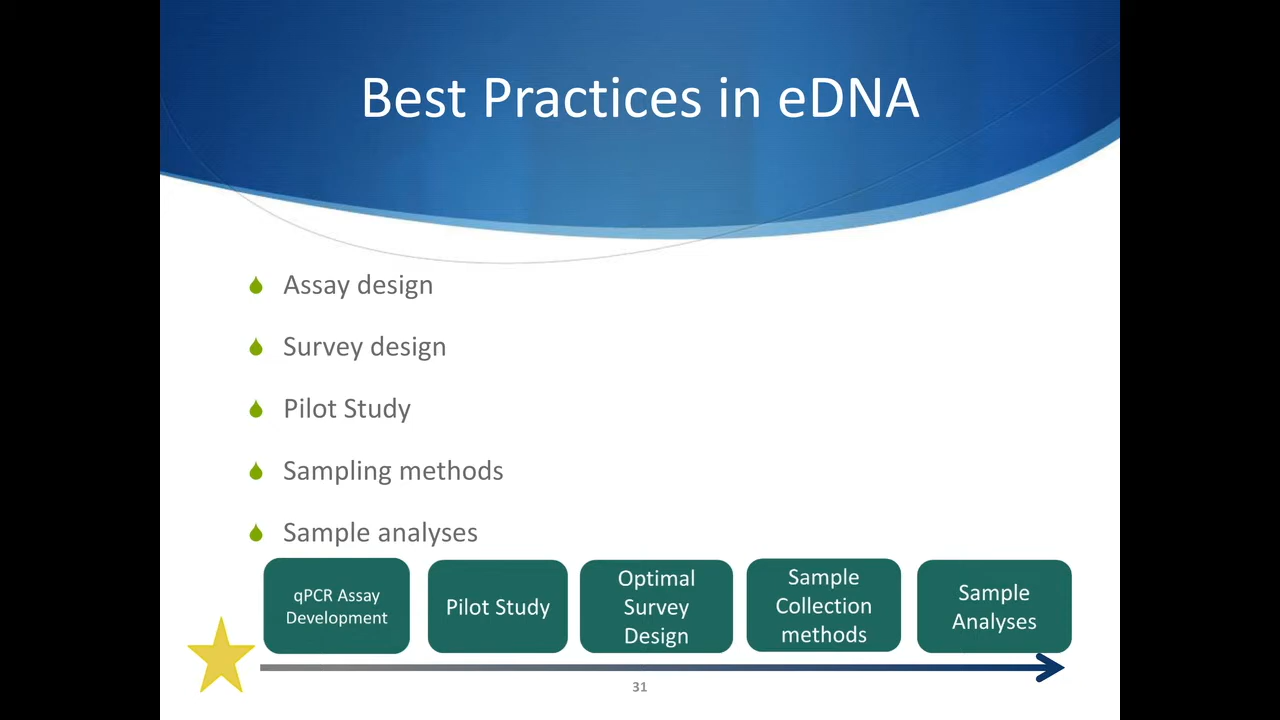 Best Practices in eDNA
Assay design
Survey design
Pilot Study
Sampling methods
Sample analyses
qPCR Assay
Development
Pilot Study
Optimal
Survey
Design
Sample
Collection
methods
Sample
Analyses
31